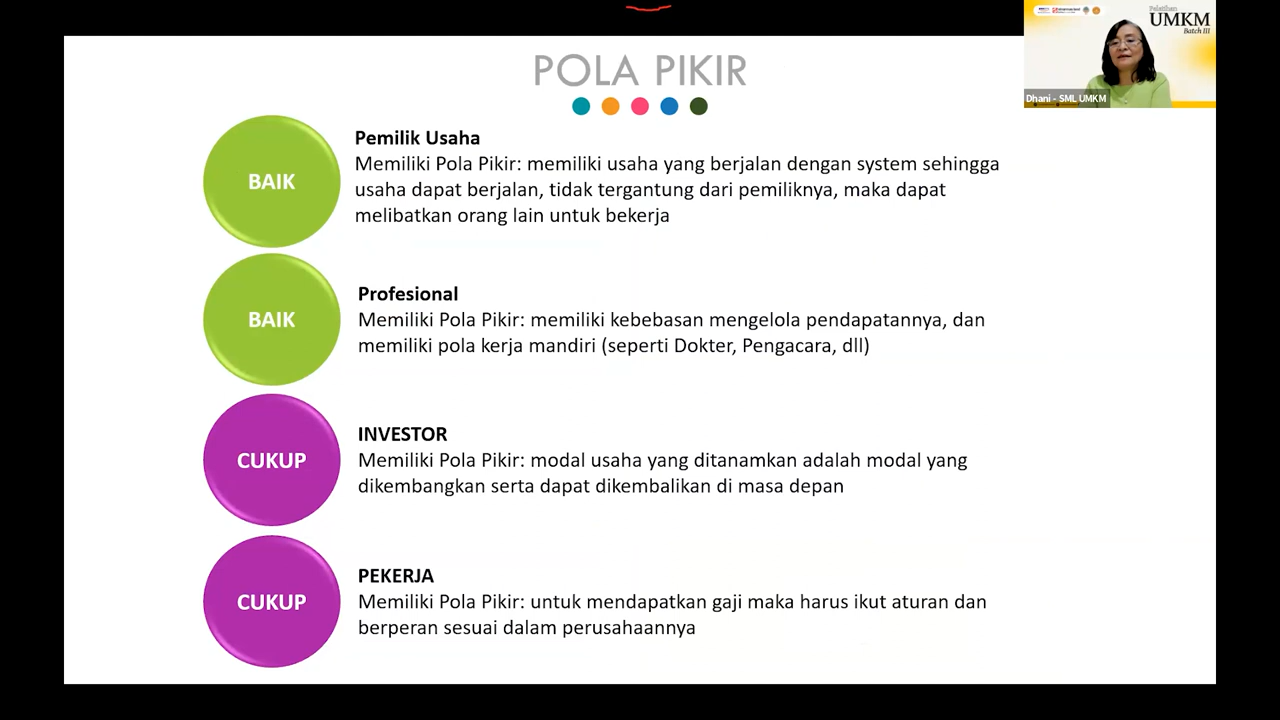 POLA PIKIR
BAIK
Pemilik Usaha
Memiliki Pola Pikir: memiliki usaha yang berjalan dengan system sehingga
usaha dapat berjalan, tidak tergantung dari pemiliknya, maka dapat
melibatkan orang lain untuk bekerja
BAIK
Profesional
Memiliki Pola Pikir: memiliki kebebasan mengelola pendapatannya, dan
memiliki pola kerja mandiri (seperti Dokter, Pengacara, dll)
CUKUP
INVESTOR
Memiliki Pola Pikir: modal usaha yang ditanamkan adalah modal yang
dikembangkan serta dapat dikembalikan di masa depan
CUKUP
PEKERJA
Memiliki Pola Pikir: untuk mendapatkan gaji maka harus ikut aturan dan
berperan sesuai dalam perusahaannya
Pelatihan
UMKM
Batch III
Dhani - SML UMKM